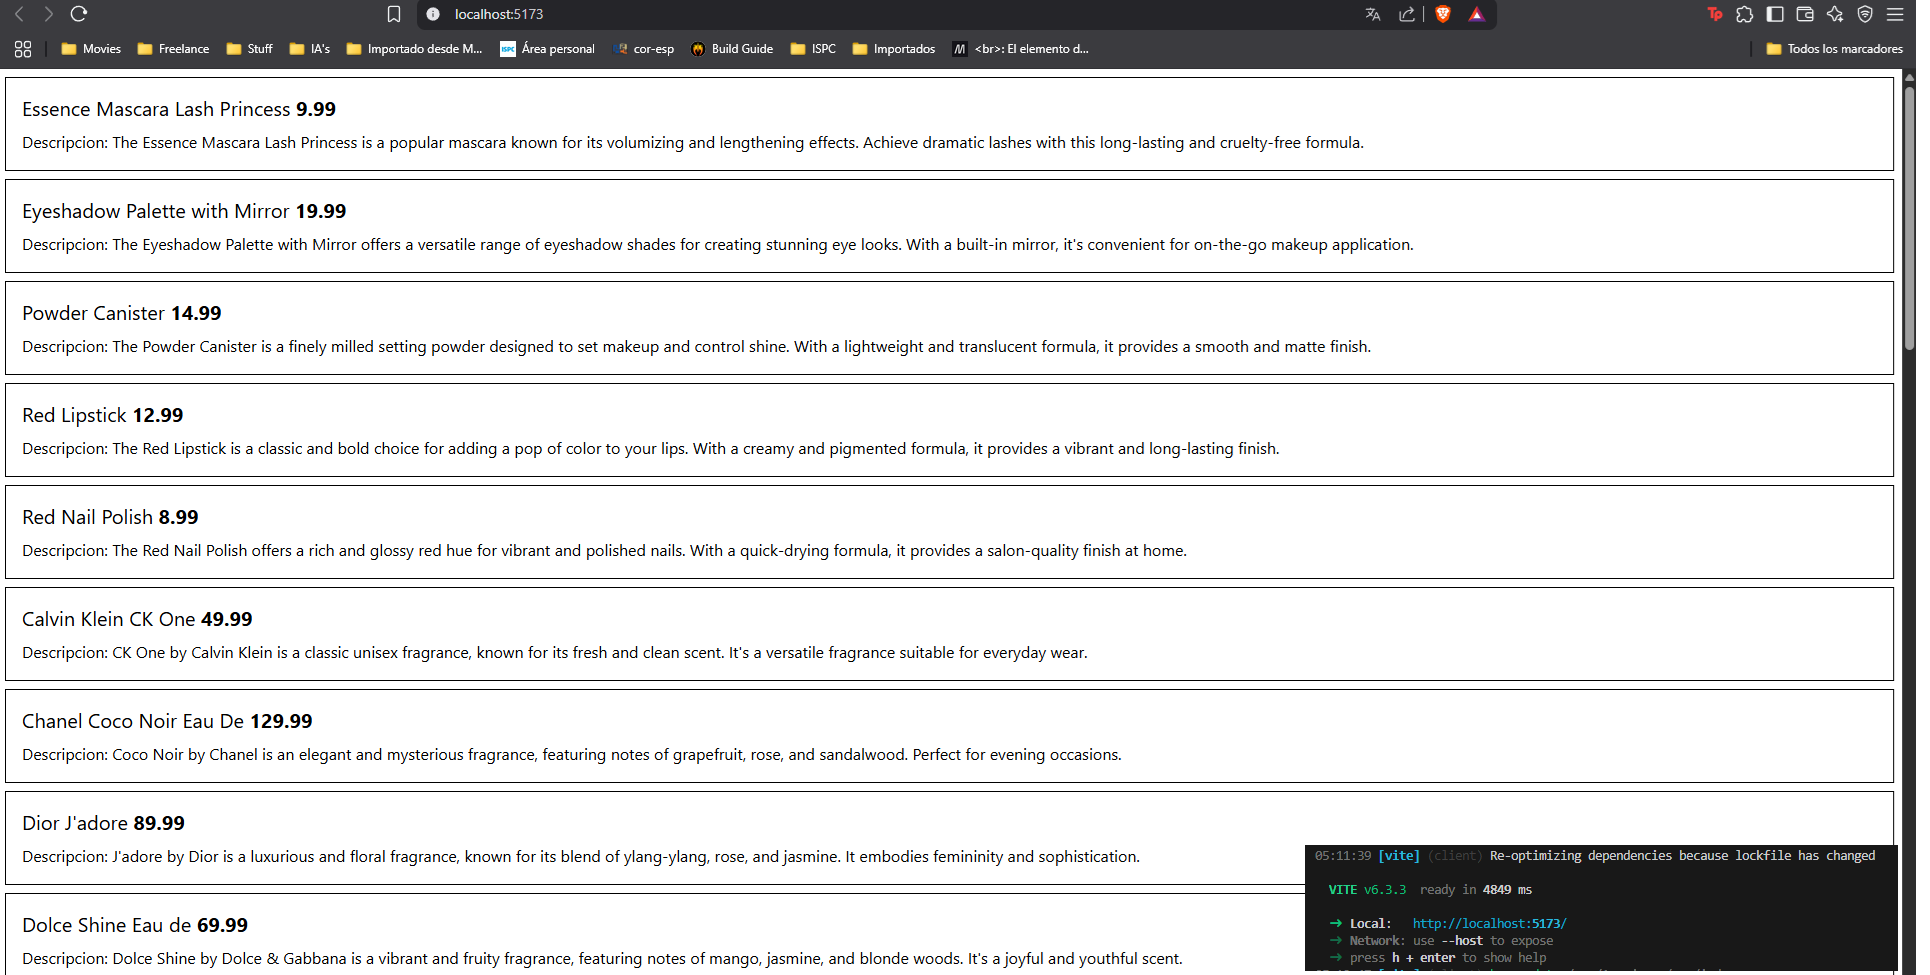 localhost:5173
Tp
Movies Freelance Stuff IA's Importado desde M... ISPC Área personal cor-esp Build Guide ISPC Importados M <br>: El elemento d... Todos los marcadores
Essence Mascara Lash Princess 9.99
Descripcion: The Essence Mascara Lash Princess is a popular mascara known for its volumizing and lengthening effects. Achieve dramatic lashes with this long-lasting and cruelty-free formula.
Eyeshadow Palette with Mirror 19.99
Descripcion: The Eyeshadow Palette with Mirror offers a versatile range of eyeshadow shades for creating stunning eye looks. With a built-in mirror, it's convenient for on-the-go makeup application.
Powder Canister 14.99
Descripcion: The Powder Canister is a finely milled setting powder designed to set makeup and control shine. With a lightweight and translucent formula, it provides a smooth and matte finish.
Red Lipstick 12.99
Descripcion: The Red Lipstick is a classic and bold choice for adding a pop of color to your lips. With a creamy and pigmented formula, it provides a vibrant and long-lasting finish.
Red Nail Polish 8.99
Descripcion: The Red Nail Polish offers a rich and glossy red hue for vibrant and polished nails. With a quick-drying formula, it provides a salon-quality finish at home.
Calvin Klein CK One 49.99
Descripcion: CK One by Calvin Klein is a classic unisex fragrance, known for its fresh and clean scent. It's a versatile fragrance suitable for everyday wear.
Chanel Coco Noir Eau De 129.99
Descripcion: Coco Noir by Chanel is an elegant and mysterious fragrance, featuring notes of grapefruit, rose, and sandalwood. Perfect for evening occasions.
Dior J'adore 89.99
Descripcion: J'adore by Dior is a luxurious and floral fragrance, known for its blend of ylang-ylang, rose, and jasmine. It embodies femininity and sophistication.
Dolce Shine Eau de 69.99
Descripcion: Dolce Shine by Dolce & Gabbana is a vibrant and fruity fragrance, featuring notes of mango, jasmine, and blonde woods. It's a joyful and youthful scent.
05:11:39 [vite] (client) Re-optimizing dependencies because lockfile has changed
VITE v6.3.3 ready in 4849 ms
➜ Local: http://localhost:5173/
➜ Network: use --host to expose
➜ press h + enter to show help